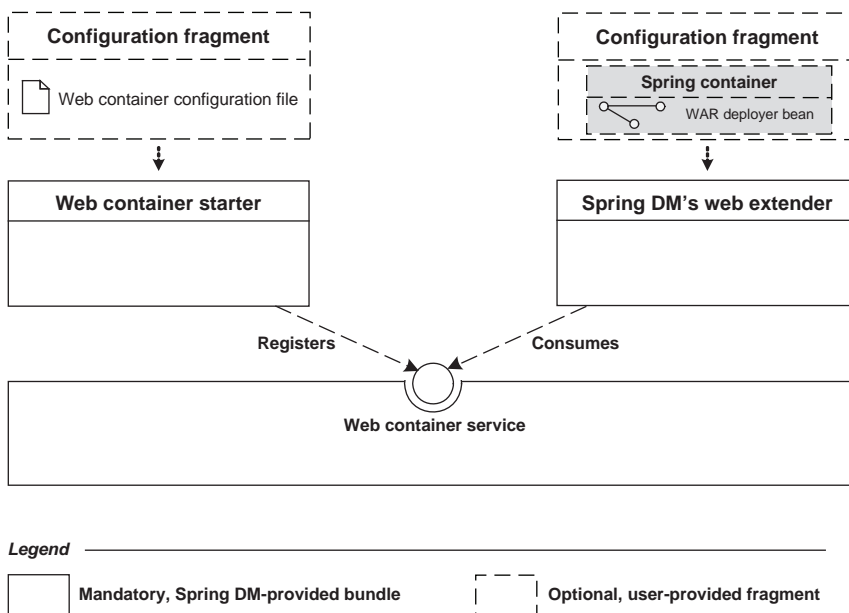 Configuration fragment
Web container configuration file
Configuration fragment
Spring container
WAR deployer bean
Web container starter
Spring DM's web extender
Registers
Consumes
Web container service
Legend
Mandatory, Spring DM-provided bundle
Optional, user-provided fragment